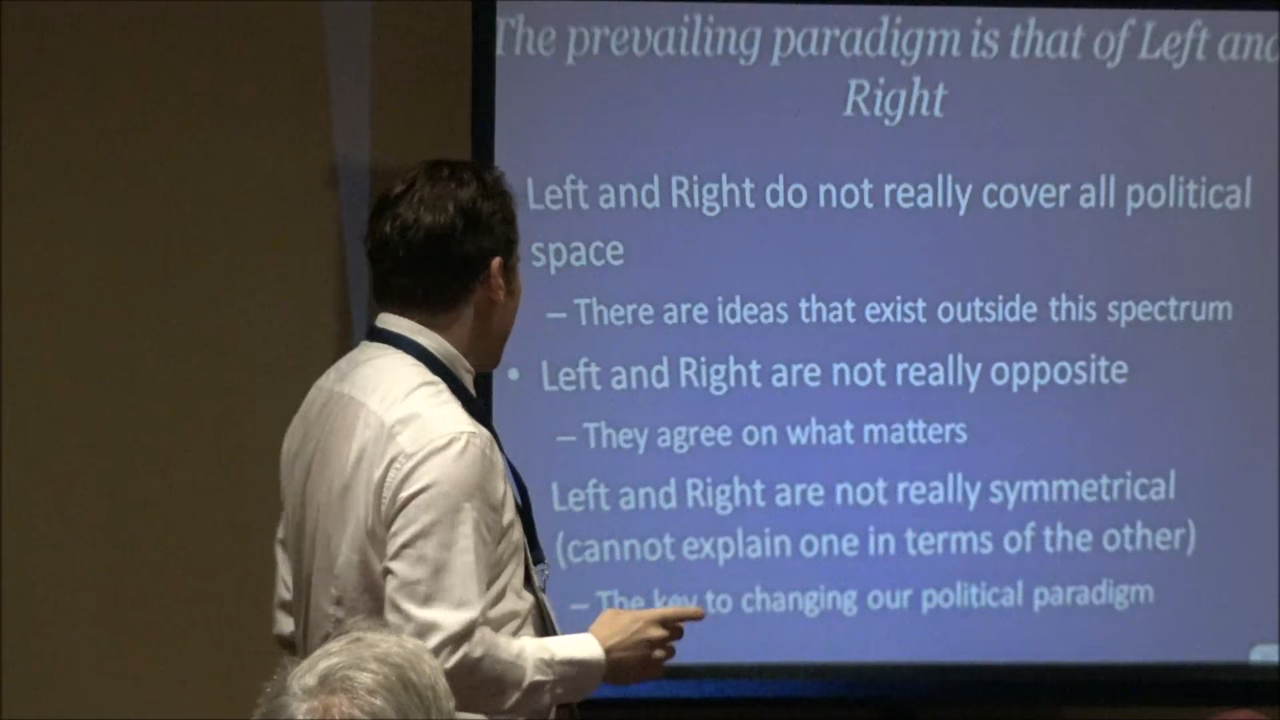 The prevailing paradigm is that of Left and
Right
Left and Right do not really cover all political
space
– There are ideas that exist outside this spectrum
• Left and Right are not really opposite
– They agree on what matters
Left and Right are not really symmetrical
(cannot explain one in terms of the other)
– The key to changing our political paradigm